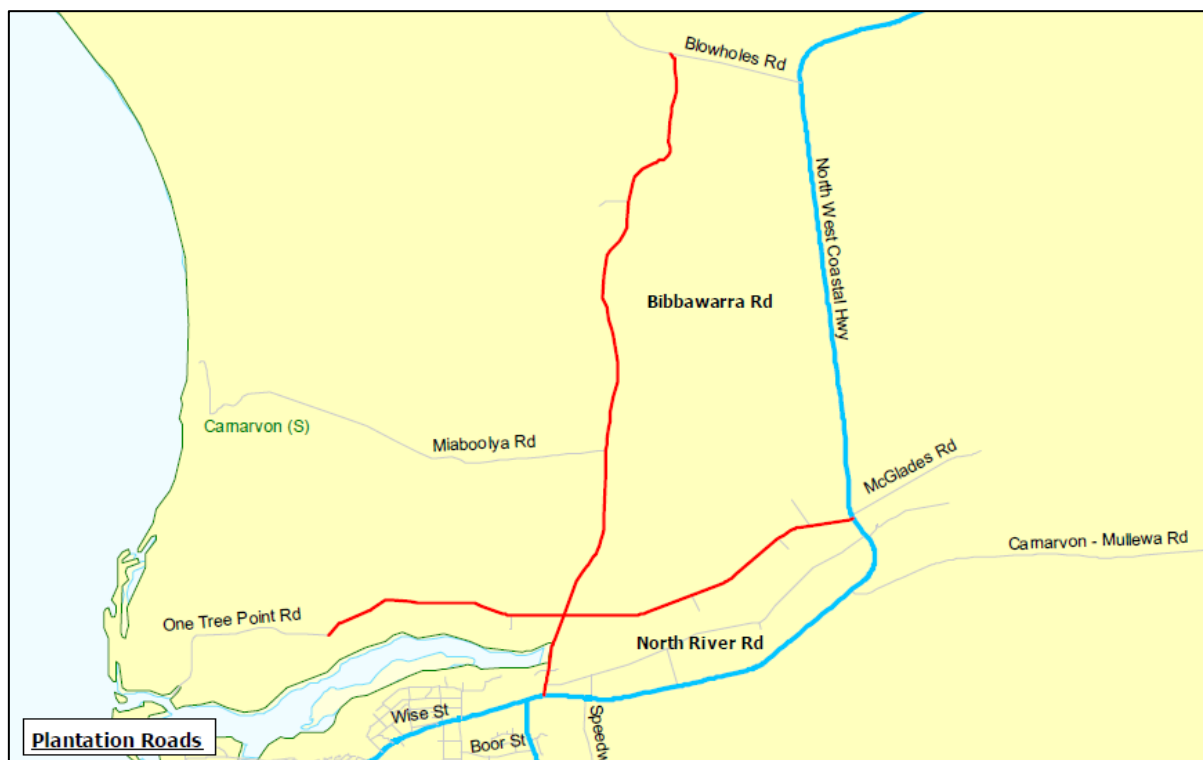 Blowholes Rd
North West Coastal Hwy
Bibbawarra Rd
Carnarvon (S)
Miaboolya Rd
McGlades Rd
Carnarvon - Mullewa Rd
One Tree Point Rd
North River Rd
Wise St
Speedw
Boor St
Plantation Roads